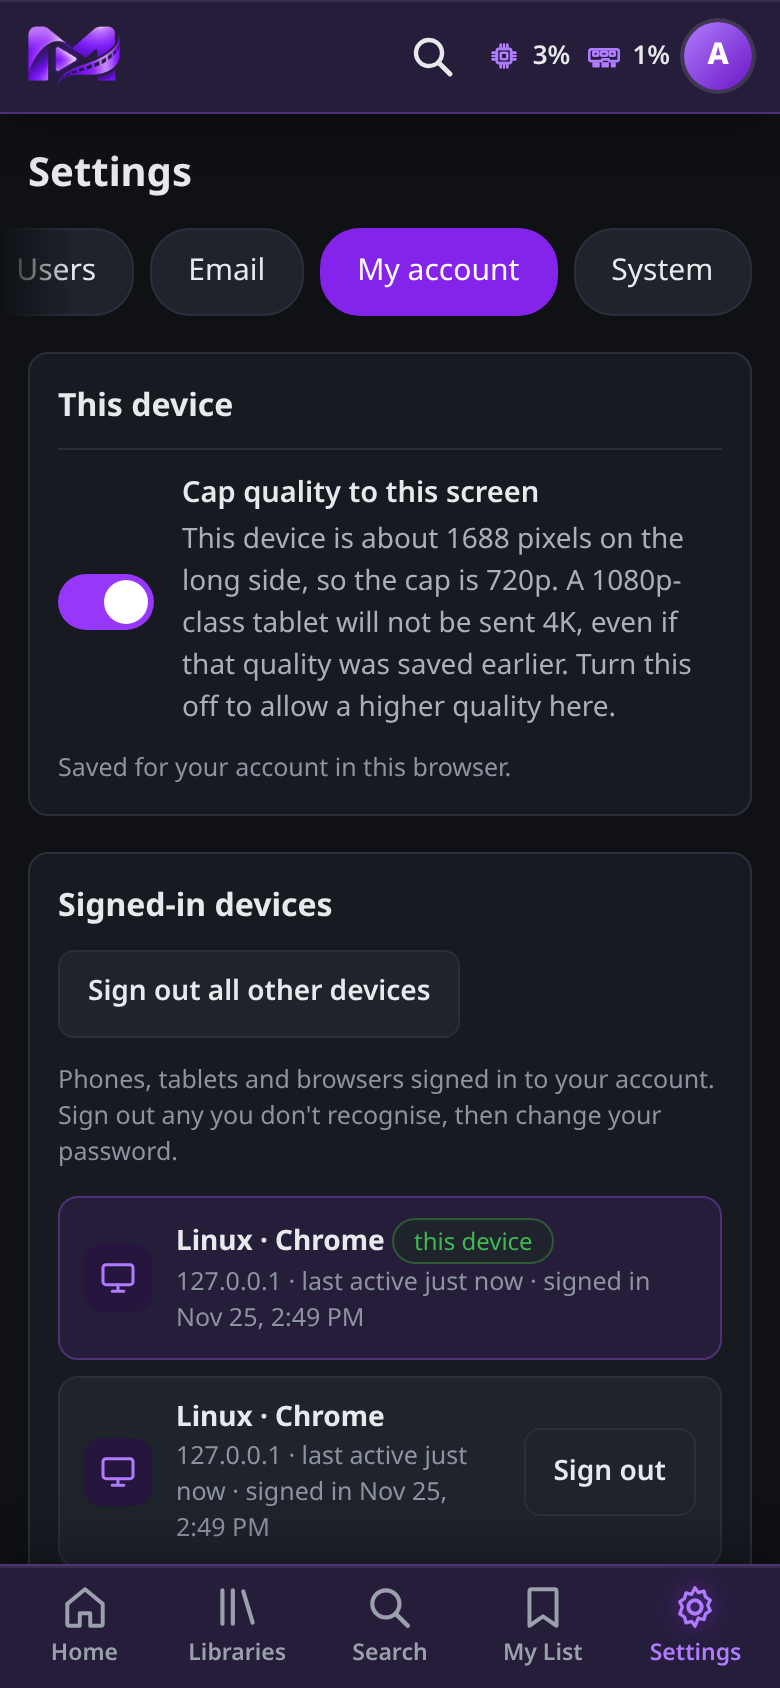 3% 1% A
Settings
Users Email My account System
This device
Cap quality to this screen
This device is about 1688 pixels on the
long side, so the cap is 720p. A 1080p-
class tablet will not be sent 4K, even if
that quality was saved earlier. Turn this
off to allow a higher quality here.
Saved for your account in this browser.
Signed-in devices
Sign out all other devices
Phones, tablets and browsers signed in to your account.
Sign out any you don't recognise, then change your
password.
Linux · Chrome this device
127.0.0.1 · last active just now · signed in
Nov 25, 2:49 PM
Linux · Chrome
127.0.0.1 · last active just
now · signed in Nov 25,
2:49 PM
Sign out
Home Libraries Search My List Settings